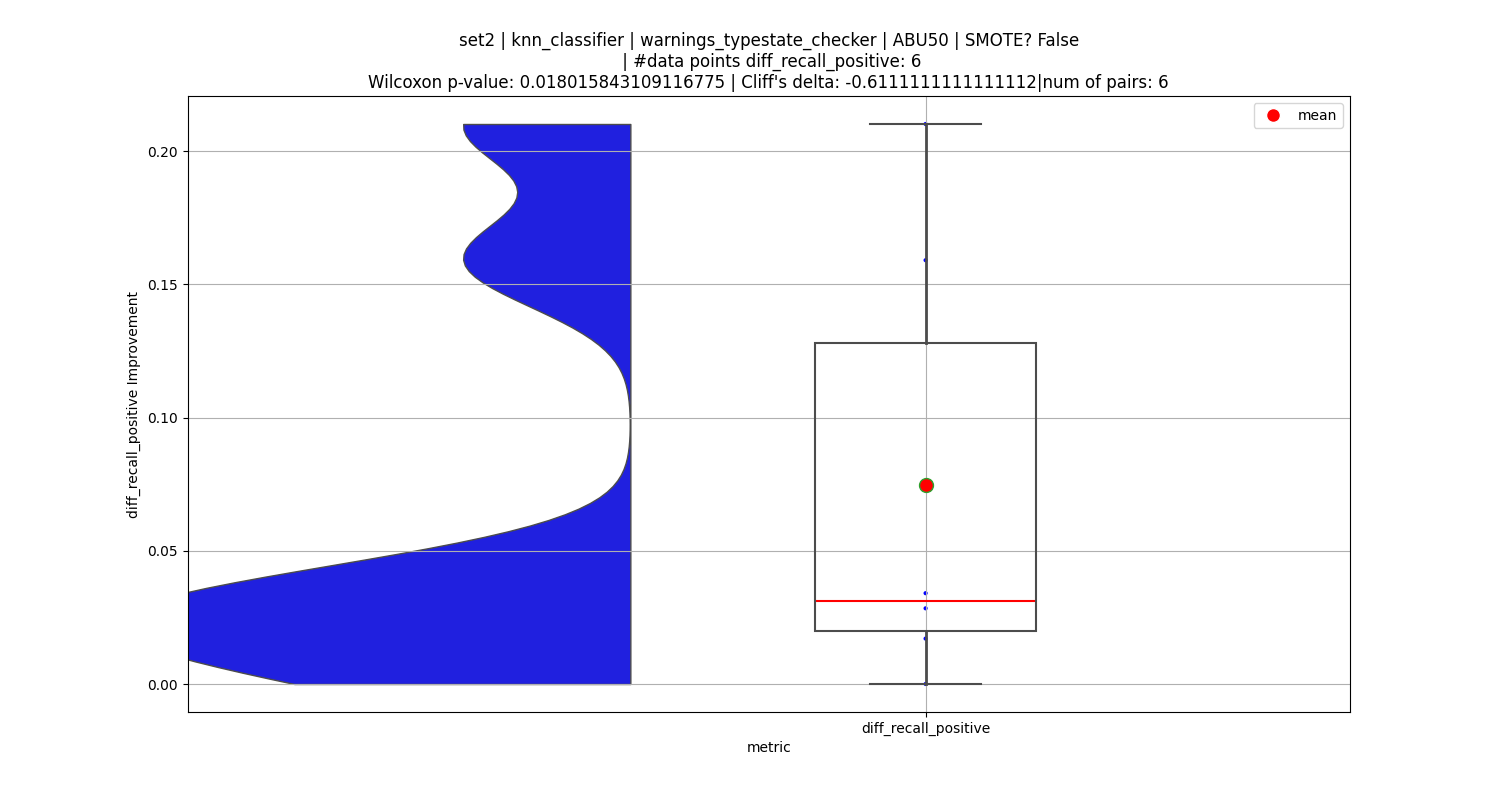 set2 | knn_classifier | warnings_typestate_checker | ABU50 | SMOTE? False
| #data points diff_recall_positive: 6
Wilcoxon p-value: 0.018015843109116775 | Cliff's delta: -0.6111111111111112|num of pairs: 6
mean
0.20
0.15
0.10
0.05
0.00
diff_recall_positive Improvement
diff_recall_positive
metric